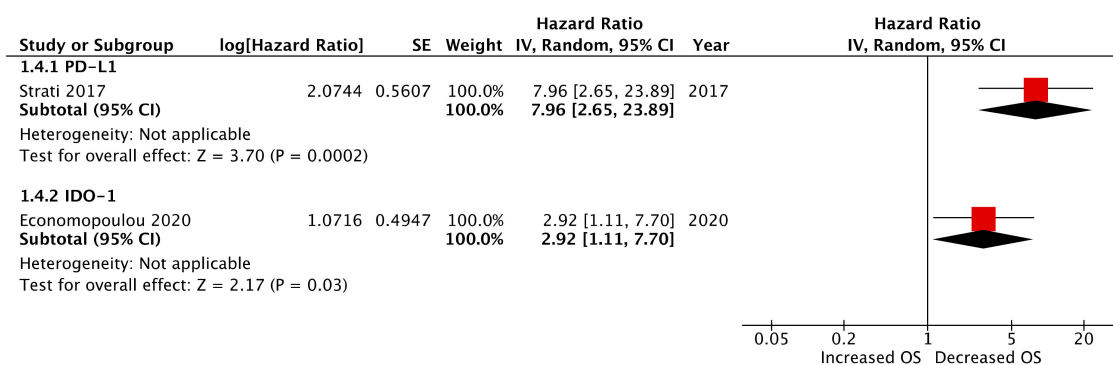 Hazard Ratio Hazard Ratio
Study or Subgroup log[Hazard Ratio] SE Weight IV, Random, 95% CI Year IV, Random, 95% CI
1.4.1 PD-L1
Strati 2017 2.0744 0.5607 100.0% 7.96 [2.65, 23.89] 2017
Subtotal (95% CI) 100.0% 7.96 [2.65, 23.89]
Heterogeneity: Not applicable
Test for overall effect: Z = 3.70 (P = 0.0002)
1.4.2 IDO-1
Economopoulou 2020 1.0716 0.4947 100.0% 2.92 [1.11, 7.70] 2020
Subtotal (95% CI) 100.0% 2.92 [1.11, 7.70]
Heterogeneity: Not applicable
Test for overall effect: Z = 2.17 (P = 0.03)
0.05 0.2 1 5 20
Increased OS Decreased OS